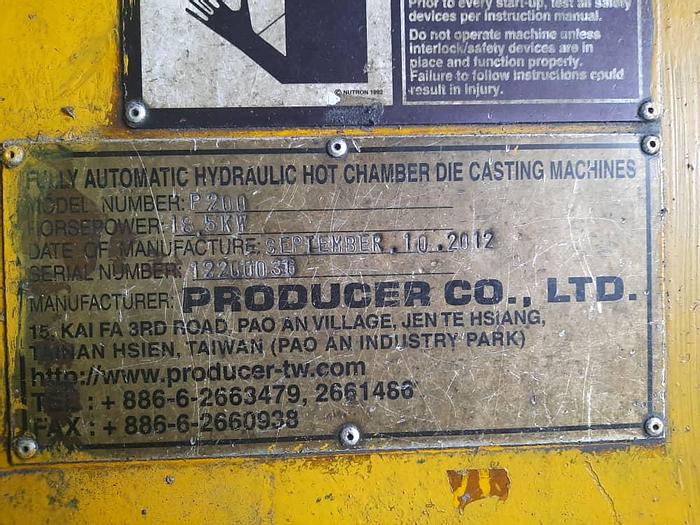 Prior to every start-up, test all safety
devices per instruction manual.
Do not operate machine unless
interlock/safety devices are in
place and function properly.
Failure to follow instructions could
result in injury.
© NUTRON 1992
FULLY AUTOMATIC HYDRAULIC HOT CHAMBER DIE CASTING MACHINES
MODEL NUMBER: P200
HORSEPOWER: 18.5KW
DATE OF MANUFACTURE: SEPTEMBER.10.2012
SERIAL NUMBER:
MANUFACTURER: PRODUCER CO., LTD.
15, KAI FA 3RD ROAD, PAO AN VILLAGE, JEN TE HSIANG,
TAINAN HSIEN, TAIWAN (PAO AN INDUSTRY PARK)
http://www.producer-tw.com
TEL : + 886-6-2663479, 2661486
FAX : + 886-6-2660938